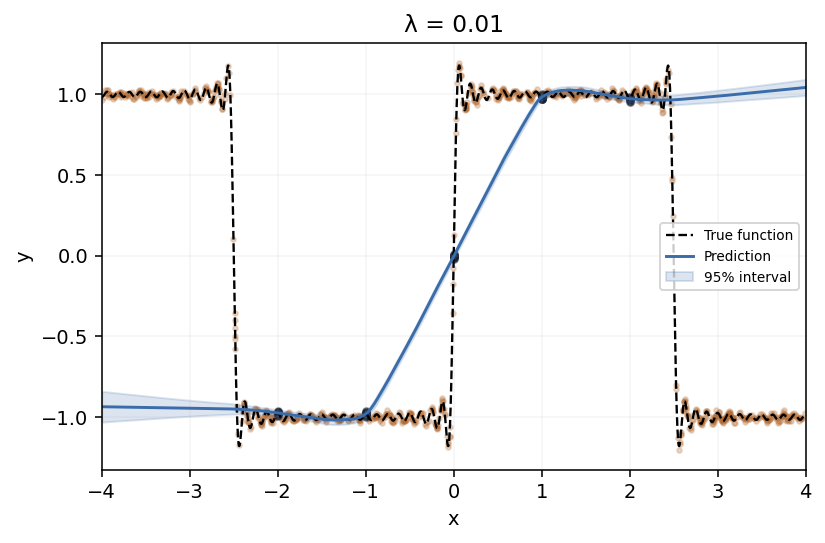 λ = 0.01
y
1.0
0.5
0.0
−0.5
−1.0
True function
Prediction
95% interval
−4 −3 −2 −1 0 1 2 3 4
x